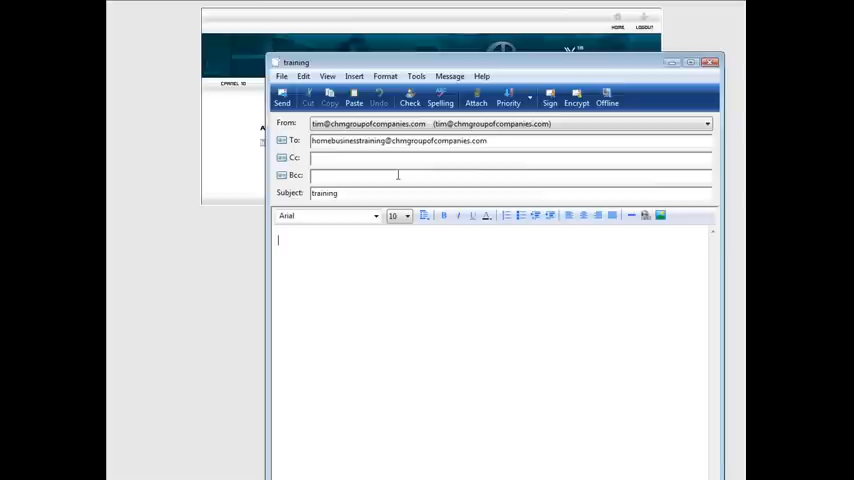 HOME LOGOUT
CPANEL 10
training
File Edit View Insert Format Tools Message Help
Send Cut Copy Paste Undo Check Spelling Attach Priority Sign Encrypt Offline
From: tim@chmgroupofcompanies.com (tim@chmgroupofcompanies.com)
To: homebusinesstraining@chmgroupofcompanies.com
Cc:
Bcc:
Subject: training
Arial 10 B I U A